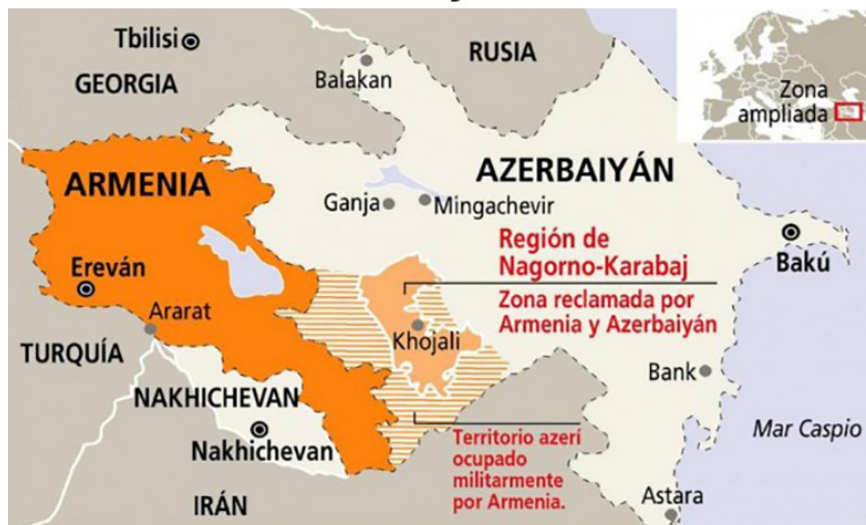 Tbilisi
GEORGIA
RUSIA
Balakan
Zona
ampliada
ARMENIA
AZERBAIYÁN
Ganja
Mingachevir
Región de
Nagorno-Karabaj
Bakú
Ereván
Zona reclamada por
Armenia y Azerbaiyán
Ararat
Khojali
TURQUÍA
Bank
NAKHICHEVAN
Nakhichevan
Mar Caspio
Territorio azerí
ocupado
militarmente
por Armenia.
IRÁN
Astara